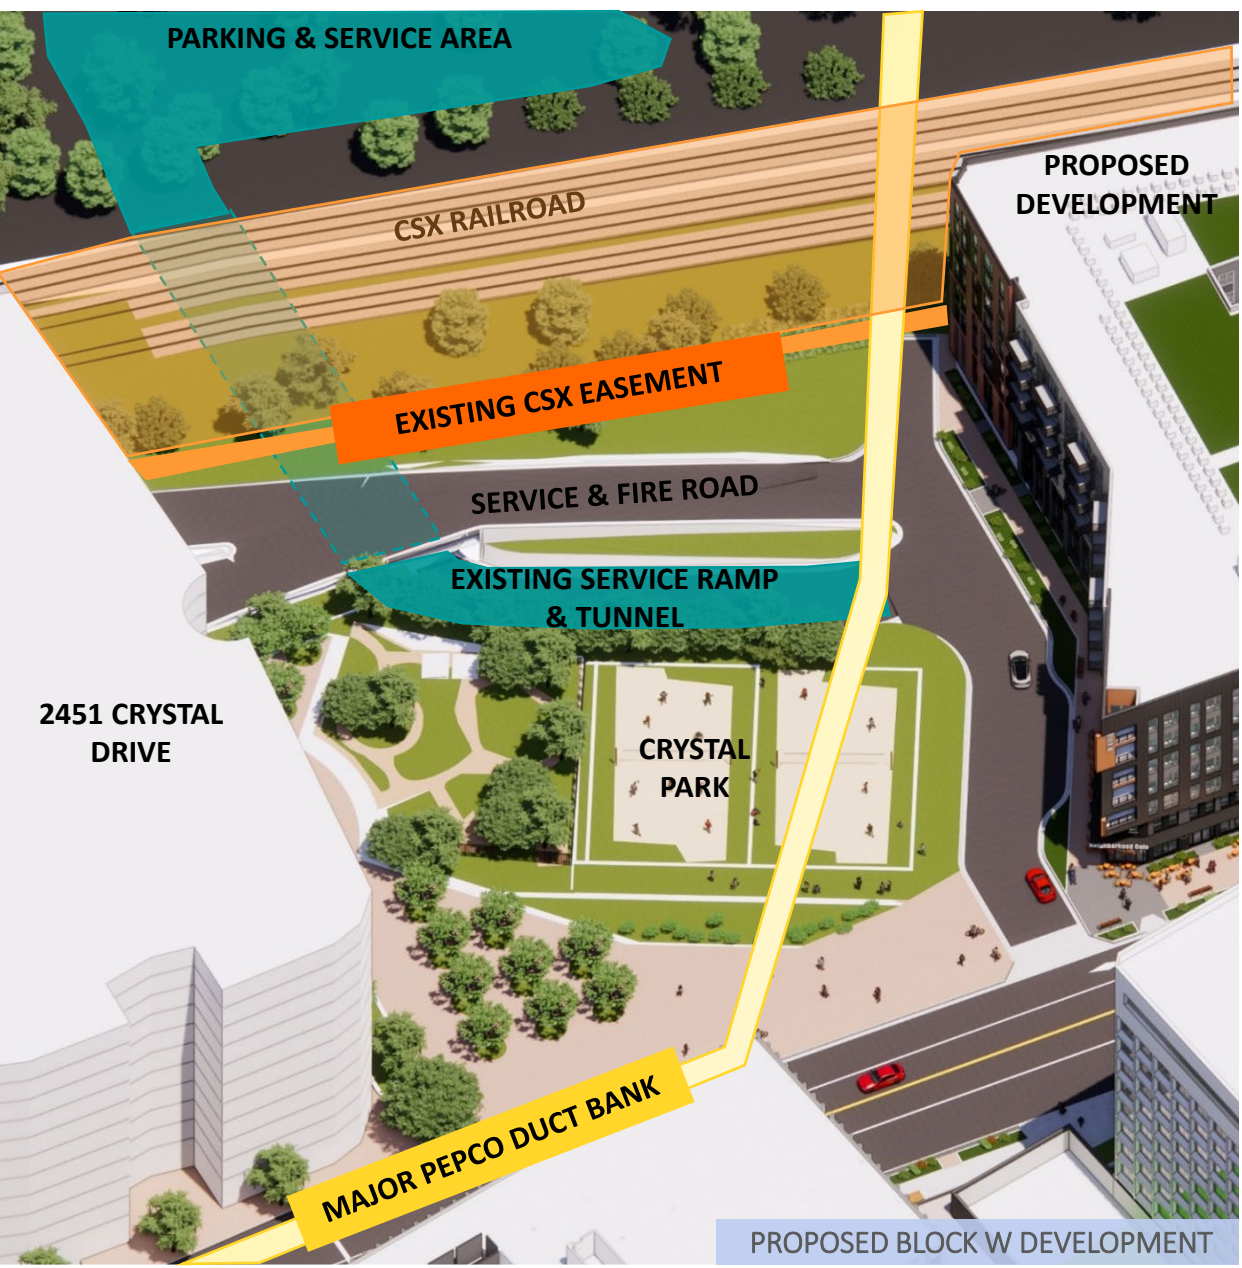 PARKING & SERVICE AREA
PROPOSED
DEVELOPMENT
CSX RAILROAD
EXISTING CSX EASEMENT
SERVICE & FIRE ROAD
EXISTING SERVICE RAMP
& TUNNEL
2451 CRYSTAL
DRIVE
CRYSTAL
PARK
MAJOR PEPCO DUCT BANK
PROPOSED BLOCK W DEVELOPMENT